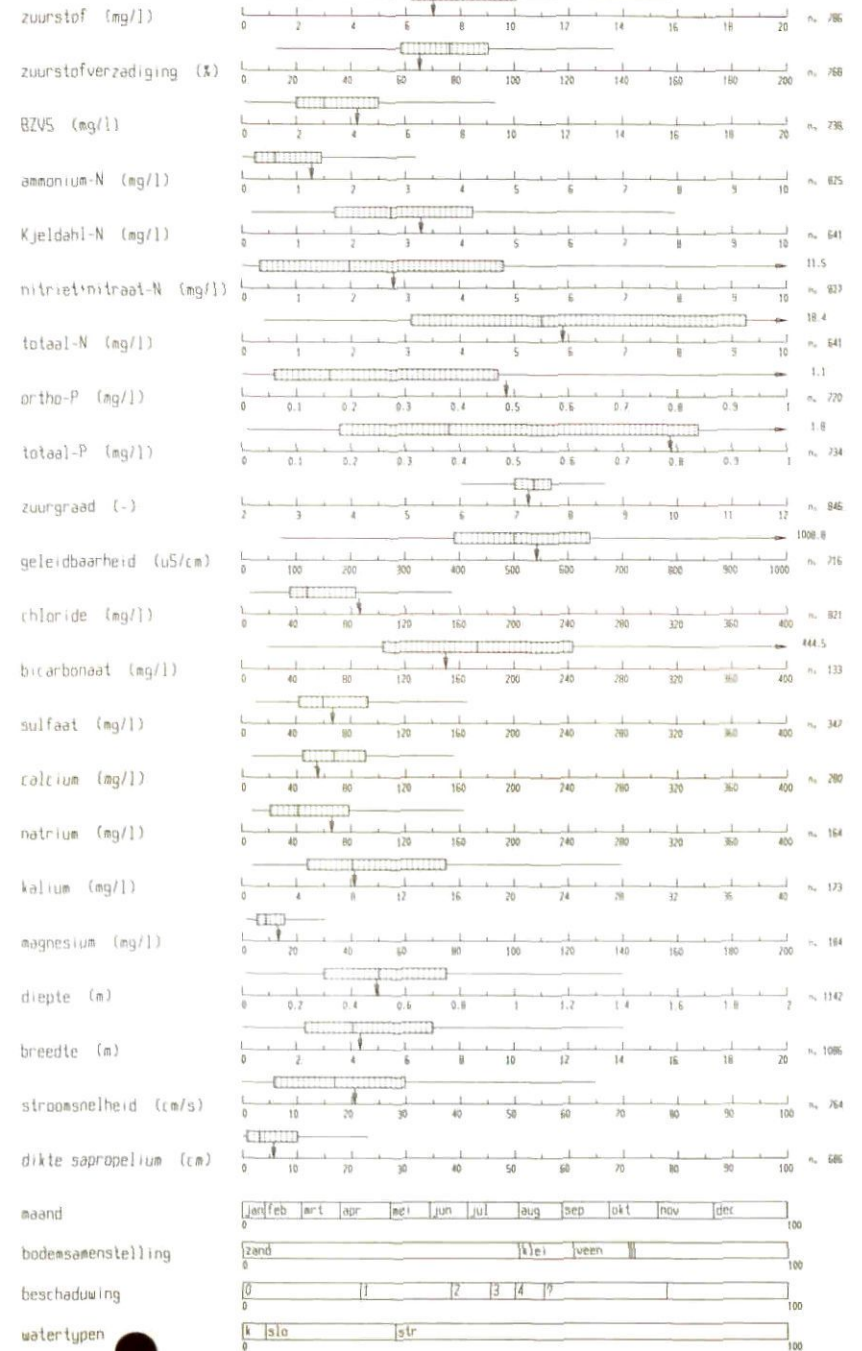 zuurstof (mg/l) 0 2 4 6 8 10 12 14 16 18 20 n= 786
zuurstofverzadiging (%) 0 20 40 60 80 100 120 140 160 180 200 n= 768
BZV5 (mg/l) 0 2 4 6 8 10 12 14 16 18 20 n= 738
ammonium-N (mg/l) 0 1 2 3 4 5 6 7 8 9 10 n= 825
Kjeldahl-N (mg/l) 0 1 2 3 4 5 6 7 8 9 10 n= 641
11.5
nitriet+nitraat-N (mg/l) 0 1 2 3 4 5 6 7 8 9 10 n= 827
18.4
totaal-N (mg/l) 0 1 2 3 4 5 6 7 8 9 10 n= 641
1.1
ortho-P (mg/l) 0 0.1 0.2 0.3 0.4 0.5 0.6 0.7 0.8 0.9 1 n= 720
1.8
totaal-P (mg/l) 0 0.1 0.2 0.3 0.4 0.5 0.6 0.7 0.8 0.9 1 n= 734
zuurgraad (-) 2 3 4 5 6 7 8 9 10 11 12 n= 846
1008.8
geleidbaarheid (uS/cm) 0 100 200 300 400 500 600 700 800 900 1000 n= 716
chloride (mg/l) 0 40 80 120 160 200 240 280 320 360 400 n= 821
444.5
bicarbonaat (mg/l) 0 40 80 120 160 200 240 280 320 360 400 n= 133
sulfaat (mg/l) 0 40 80 120 160 200 240 280 320 360 400 n= 347
calcium (mg/l) 0 40 80 120 160 200 240 280 320 360 400 n= 280
natrium (mg/l) 0 40 80 120 160 200 240 280 320 360 400 n= 164
kalium (mg/l) 0 4 8 12 16 20 24 28 32 36 40 n= 173
magnesium (mg/l) 0 20 40 60 80 100 120 140 160 180 200 n= 184
diepte (m) 0 0.2 0.4 0.6 0.8 1 1.2 1.4 1.6 1.8 2 n= 1142
breedte (m) 0 2 4 6 8 10 12 14 16 18 20 n= 1086
stroomsnelheid (cm/s) 0 10 20 30 40 50 60 70 80 90 100 n= 764
dikte sapropelium (cm) 0 10 20 30 40 50 60 70 80 90 100 n= 686
maand jan feb mrt apr mei jun jul aug sep okt nov dec
0 100
bodemsamenstelling zand klei veen
0 100
beschaduwing 0 1 2 3 4 ?
0 100
watertypen k slo str
0 100